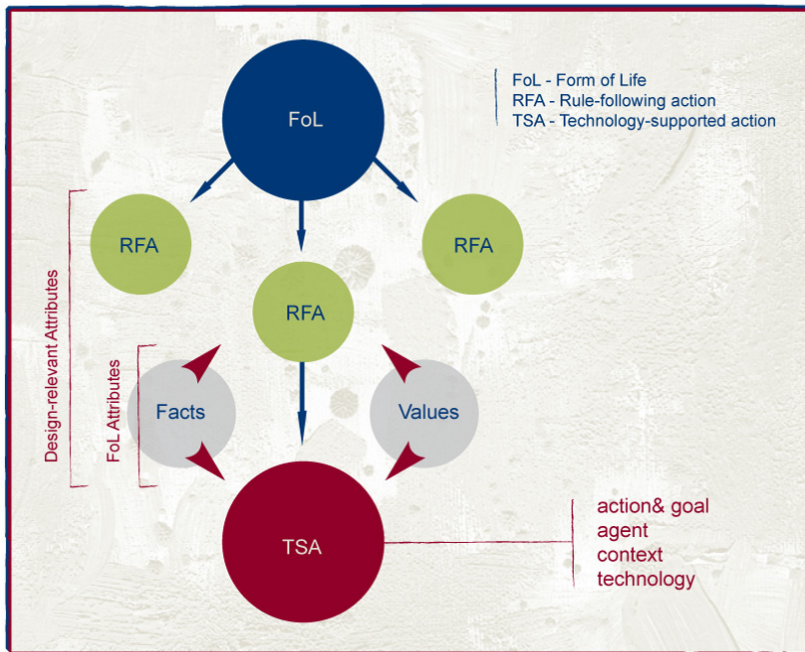 FoL
FoL - Form of Life
RFA - Rule-following action
TSA - Technology-supported action
RFA
RFA
RFA
Design-relevant Attributes
FoL Attributes
Facts
Values
TSA
action& goal
agent
context
technology